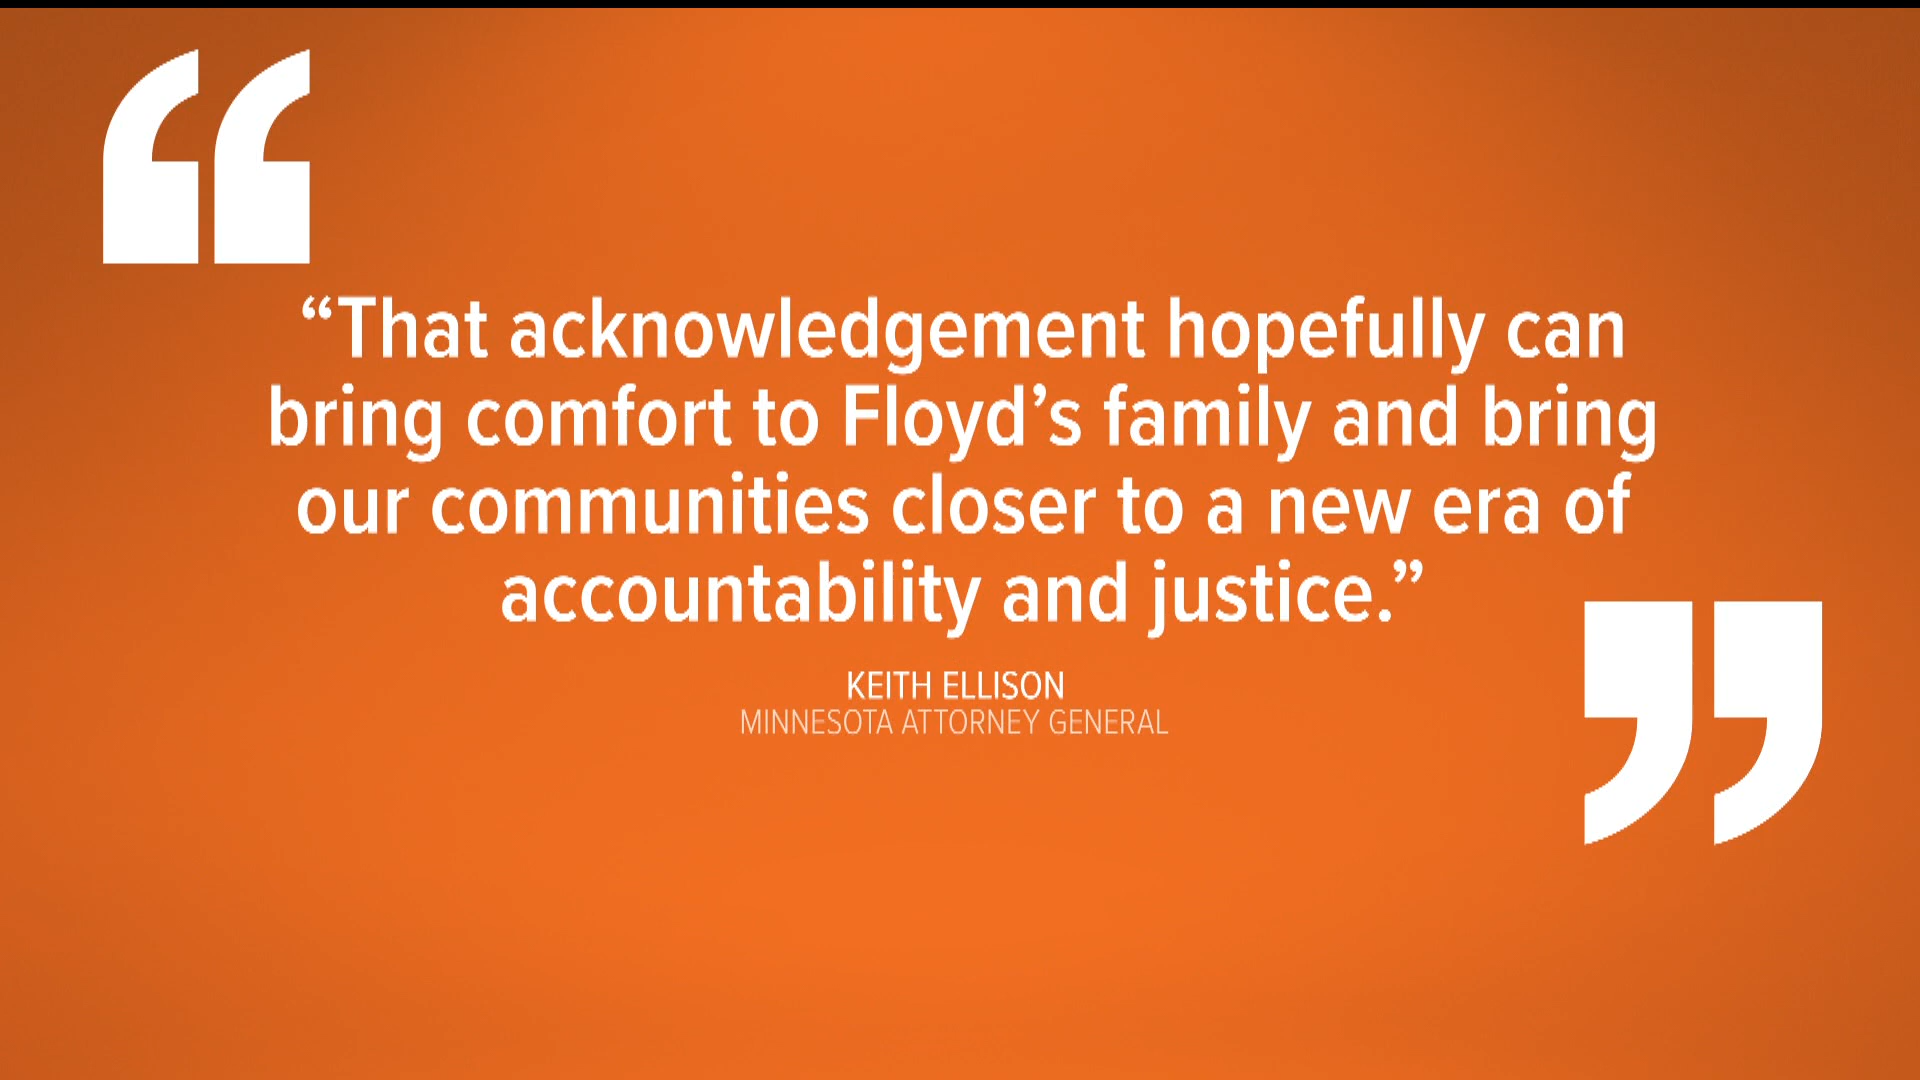 “That acknowledgement hopefully can
bring comfort to Floyd’s family and bring
our communities closer to a new era of
accountability and justice.”
KEITH ELLISON
MINNESOTA ATTORNEY GENERAL